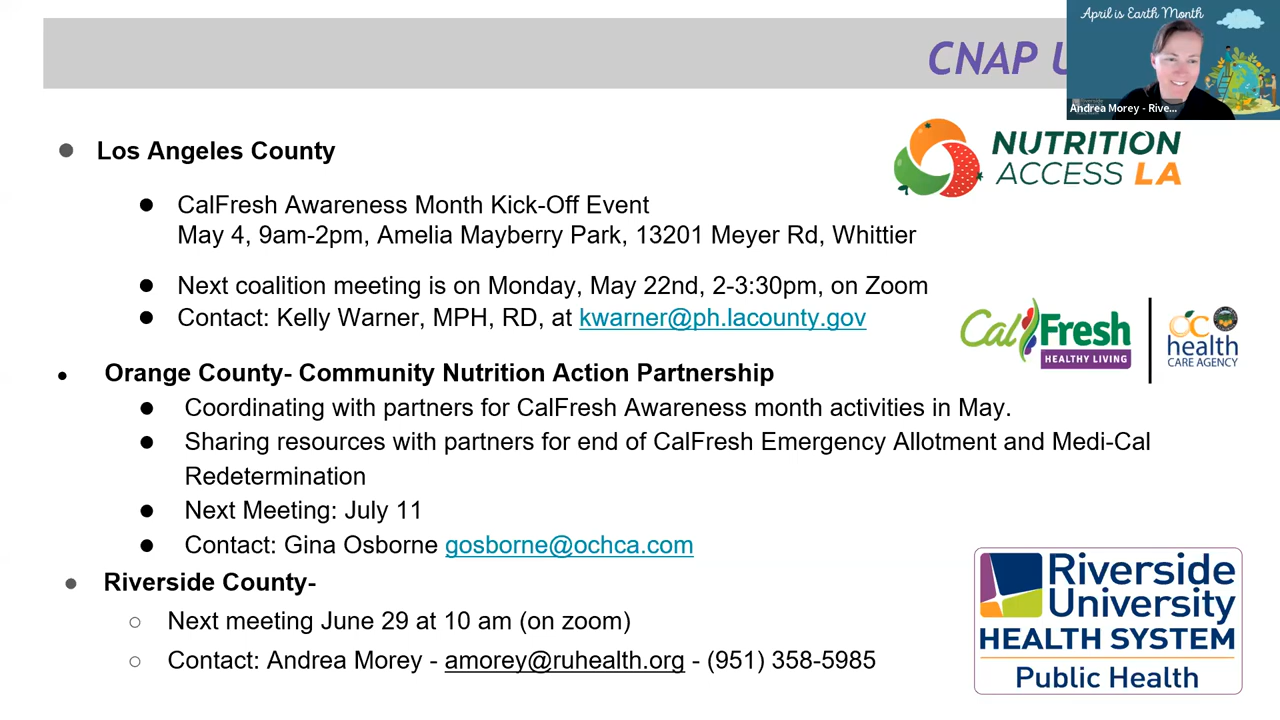 April is Earth Month
CNAP U
Andrea Morey - Rive...
NUTRITION
ACCESS LA
● Los Angeles County
● CalFresh Awareness Month Kick-Off Event
May 4, 9am-2pm, Amelia Mayberry Park, 13201 Meyer Rd, Whittier
● Next coalition meeting is on Monday, May 22nd, 2-3:30pm, on Zoom
● Contact: Kelly Warner, MPH, RD, at kwarner@ph.lacounty.gov
CalFresh
HEALTHY LIVING
OC
health
CARE AGENCY
● Orange County- Community Nutrition Action Partnership
● Coordinating with partners for CalFresh Awareness month activities in May.
● Sharing resources with partners for end of CalFresh Emergency Allotment and Medi-Cal
Redetermination
● Next Meeting: July 11
● Contact: Gina Osborne gosborne@ochca.com
● Riverside County-
○ Next meeting June 29 at 10 am (on zoom)
○ Contact: Andrea Morey - amorey@ruhealth.org - (951) 358-5985
Riverside
University
HEALTH SYSTEM
Public Health